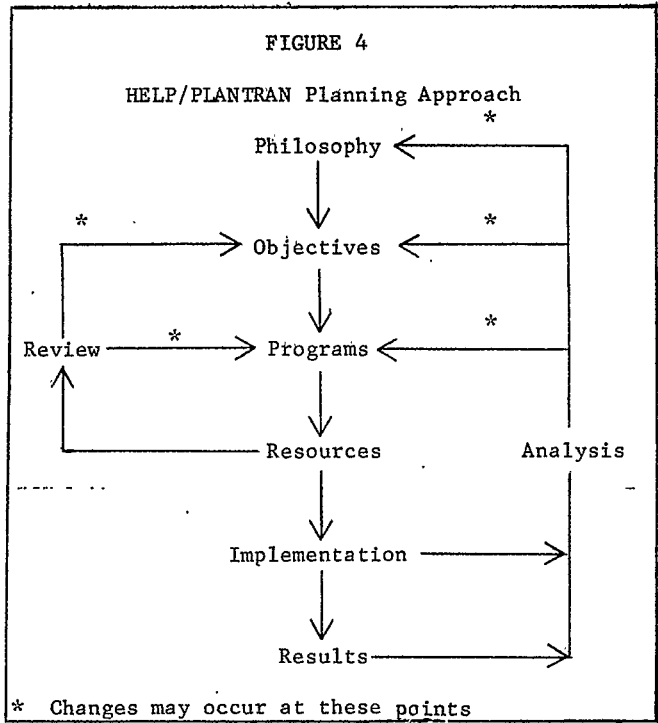 FIGURE 4
HELP/PLANTRAN Planning Approach
*
Philosophy
* *
Objectives
*
* 
Review Programs
Resources Analysis
Implementation
Results
* Changes may occur at these points